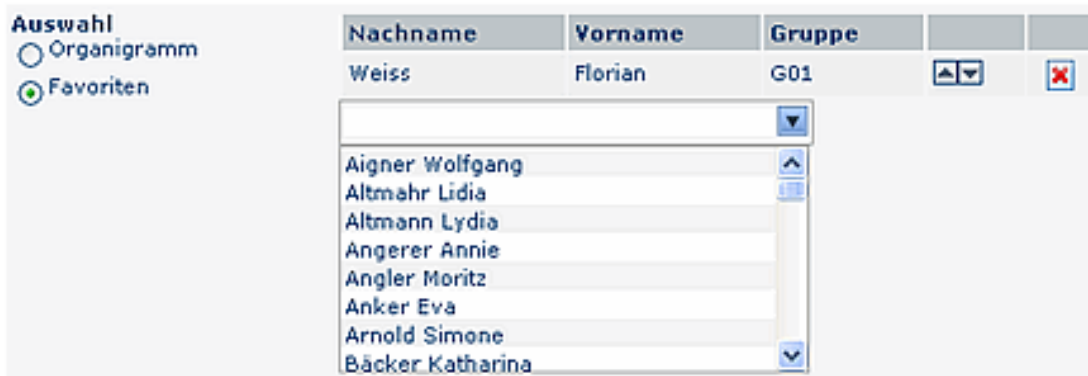 Auswahl
Organigramm
Favoriten
Nachname Vorname Gruppe
Weiss Florian G01
Aigner Wolfgang
Altmahr Lidia
Altmann Lydia
Angerer Annie
Angler Moritz
Anker Eva
Arnold Simone
Bäcker Katharina